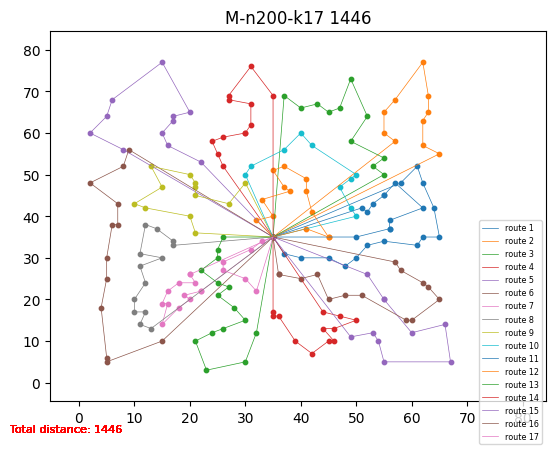 M-n200-k17 1446
80
70
60
50
40
30
20
10
0
0 10 20 30 40 50 60 70 80
route 1
route 2
route 3
route 4
route 5
route 6
route 7
route 8
route 9
route 10
route 11
route 12
route 13
route 14
route 15
route 16
route 17
Total distance: 1446